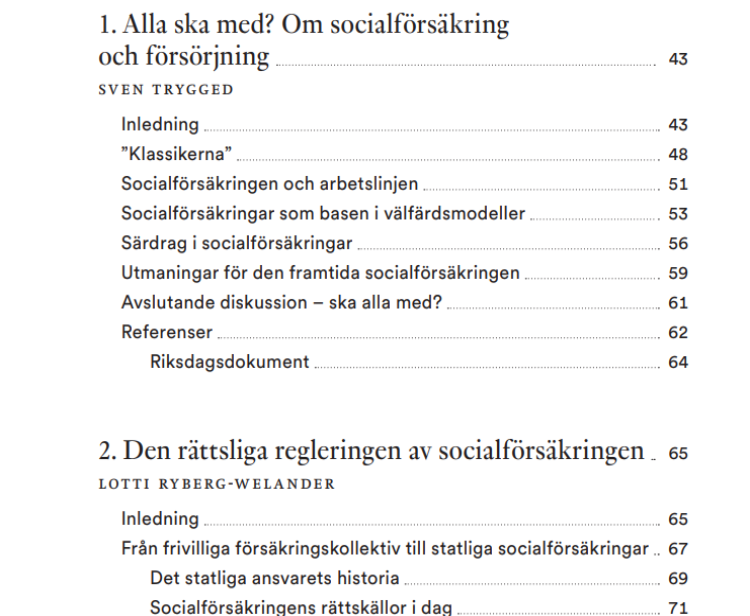 1. Alla ska med? Om socialförsäkring
och försörjning 43
SVEN TRYGGED
Inledning 43
”Klassikerna” 48
Socialförsäkringen och arbetslinjen 51
Socialförsäkringar som basen i välfärdsmodeller 53
Särdrag i socialförsäkringar 56
Utmaningar för den framtida socialförsäkringen 59
Avslutande diskussion – ska alla med? 61
Referenser 62
Riksdagsdokument 64
2. Den rättsliga regleringen av socialförsäkringen 65
LOTTI RYBERG-WELANDER
Inledning 65
Från frivilliga försäkringskollektiv till statliga socialförsäkringar 67
Det statliga ansvarets historia 69
Socialförsäkringens rättskällor i dag 71